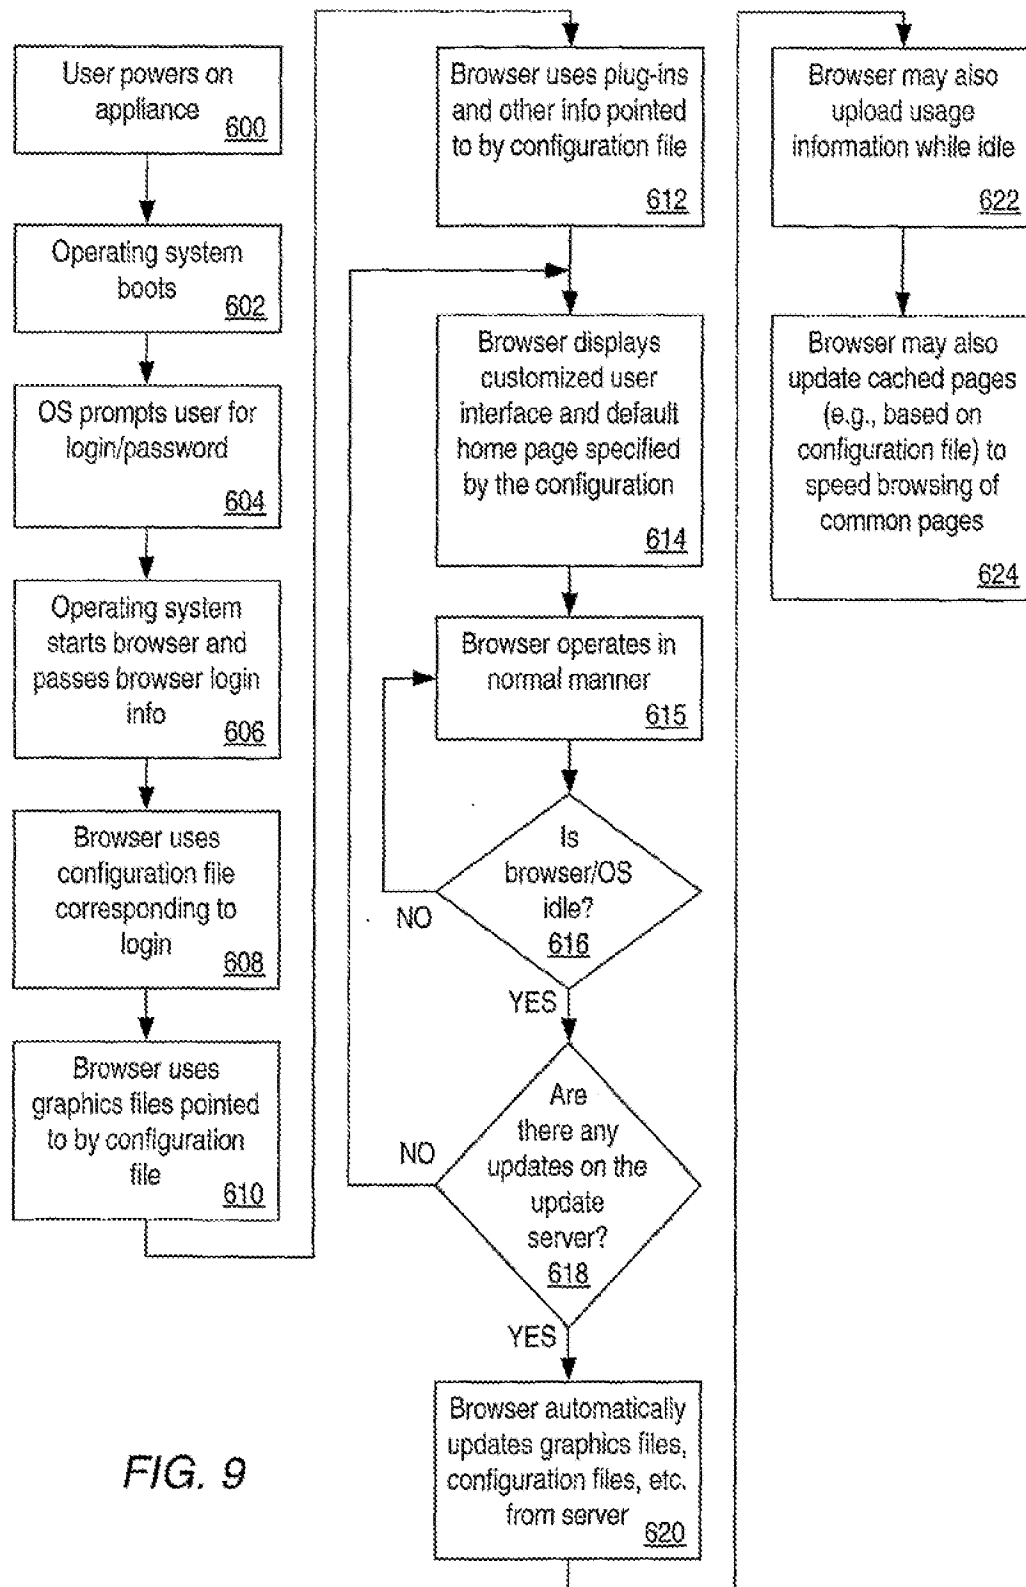 User powers on
appliance
600
Operating system
boots
602
OS prompts user for
login/password
604
Operating system
starts browser and
passes browser login
info
606
Browser uses
configuration file
corresponding to
login
608
Browser uses
graphics files pointed
to by configuration
file
610
Browser uses plug-ins
and other info pointed
to by configuration file
612
Browser displays
customized user
interface and default
home page specified
by the configuration
614
Browser operates in
normal manner
615
Is
browser/OS
idle?
616
NO
YES
Are
there any
updates on the
update
server?
618
NO
YES
Browser automatically
updates graphics files,
configuration files, etc.
from server
620
Browser may also
upload usage
information while idle
622
Browser may also
update cached pages
(e.g., based on
configuration file) to
speed browsing of
common pages
624
FIG. 9